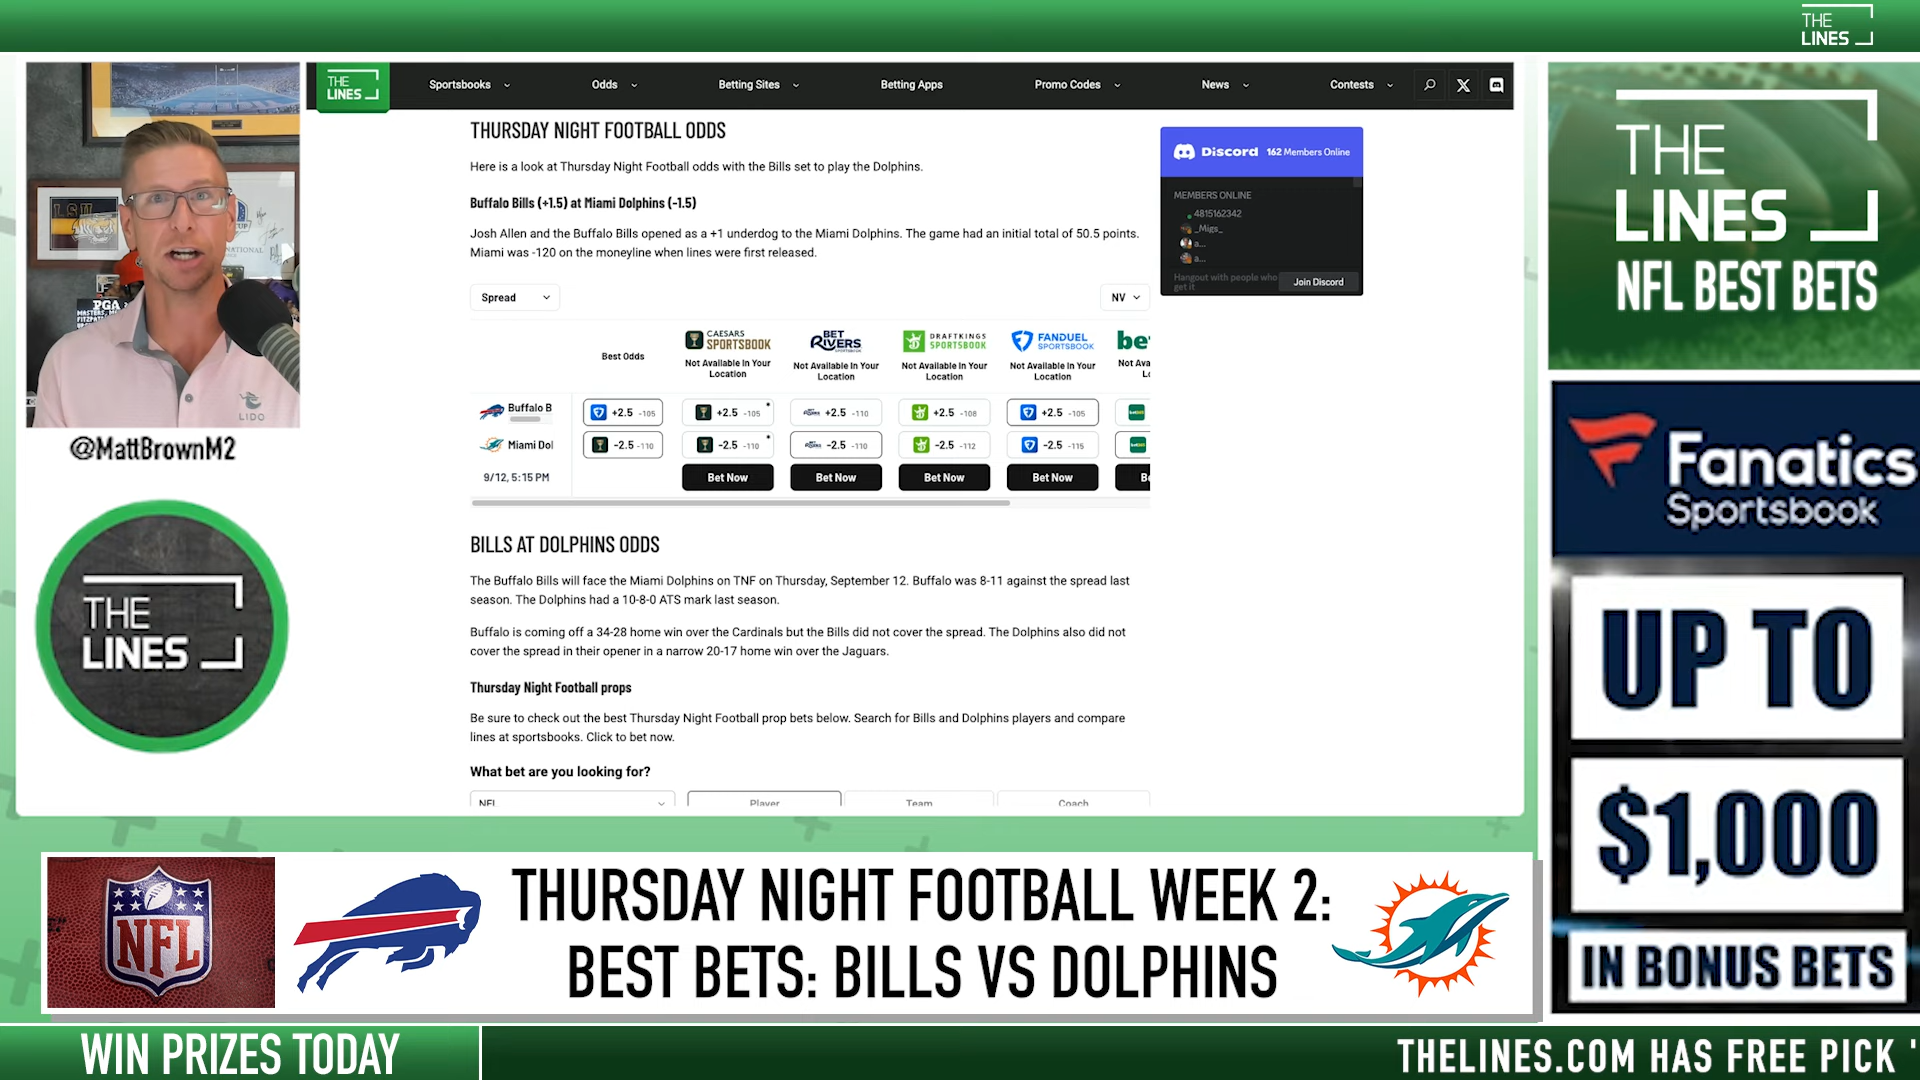 THE
LINES
THE
LINES
Sportsbooks
Odds
Betting Sites
Betting Apps
Promo Codes
News
Contests
THURSDAY NIGHT FOOTBALL ODDS
Here is a look at Thursday Night Football odds with the Bills set to play the Dolphins.
Buffalo Bills (+1.5) at Miami Dolphins (-1.5)
Josh Allen and the Buffalo Bills opened as a +1 underdog to the Miami Dolphins. The game had an initial total of 50.5 points.
Miami was -120 on the moneyline when lines were first released.
Spread
NV
Best Odds
CAESARS
SPORTSBOOK
Not Available In Your
Location
BET
RIVERS
SPORTSBOOK
Not Available In Your
Location
DRAFTKINGS
SPORTSBOOK
Not Available In Your
Location
FANDUEL
SPORTSBOOK
Not Available In Your
Location
be
Not Ava
Lo
Buffalo B
+2.5 -105
+2.5 -105 *
+2.5 -110
+2.5 -108
+2.5 -105
Miami Dol
-2.5 -110
-2.5 -110 *
-2.5 -110
-2.5 -112
-2.5 -115
9/12, 5:15 PM
Bet Now
Bet Now
Bet Now
Bet Now
Be
BILLS AT DOLPHINS ODDS
The Buffalo Bills will face the Miami Dolphins on TNF on Thursday, September 12. Buffalo was 8-11 against the spread last
season. The Dolphins had a 10-8-0 ATS mark last season.
Buffalo is coming off a 34-28 home win over the Cardinals but the Bills did not cover the spread. The Dolphins also did not
cover the spread in their opener in a narrow 20-17 home win over the Jaguars.
Thursday Night Football props
Be sure to check out the best Thursday Night Football prop bets below. Search for Bills and Dolphins players and compare
lines at sportsbooks. Click to bet now.
What bet are you looking for?
NFL
Player
Team
Coach
Discord
162 Members Online
MEMBERS ONLINE
4815162342
_Migs_
a...
a...
Hangout with people who
get it
Join Discord
LSU
PGA
LIDO
@MattBrownM2
THE
LINES
THE
LINES
NFL BEST BETS
Fanatics
Sportsbook
UP TO
$1,000
IN BONUS BETS
NFL
THURSDAY NIGHT FOOTBALL WEEK 2:
BEST BETS: BILLS VS DOLPHINS
WIN PRIZES TODAY
THELINES.COM HAS FREE PICK '